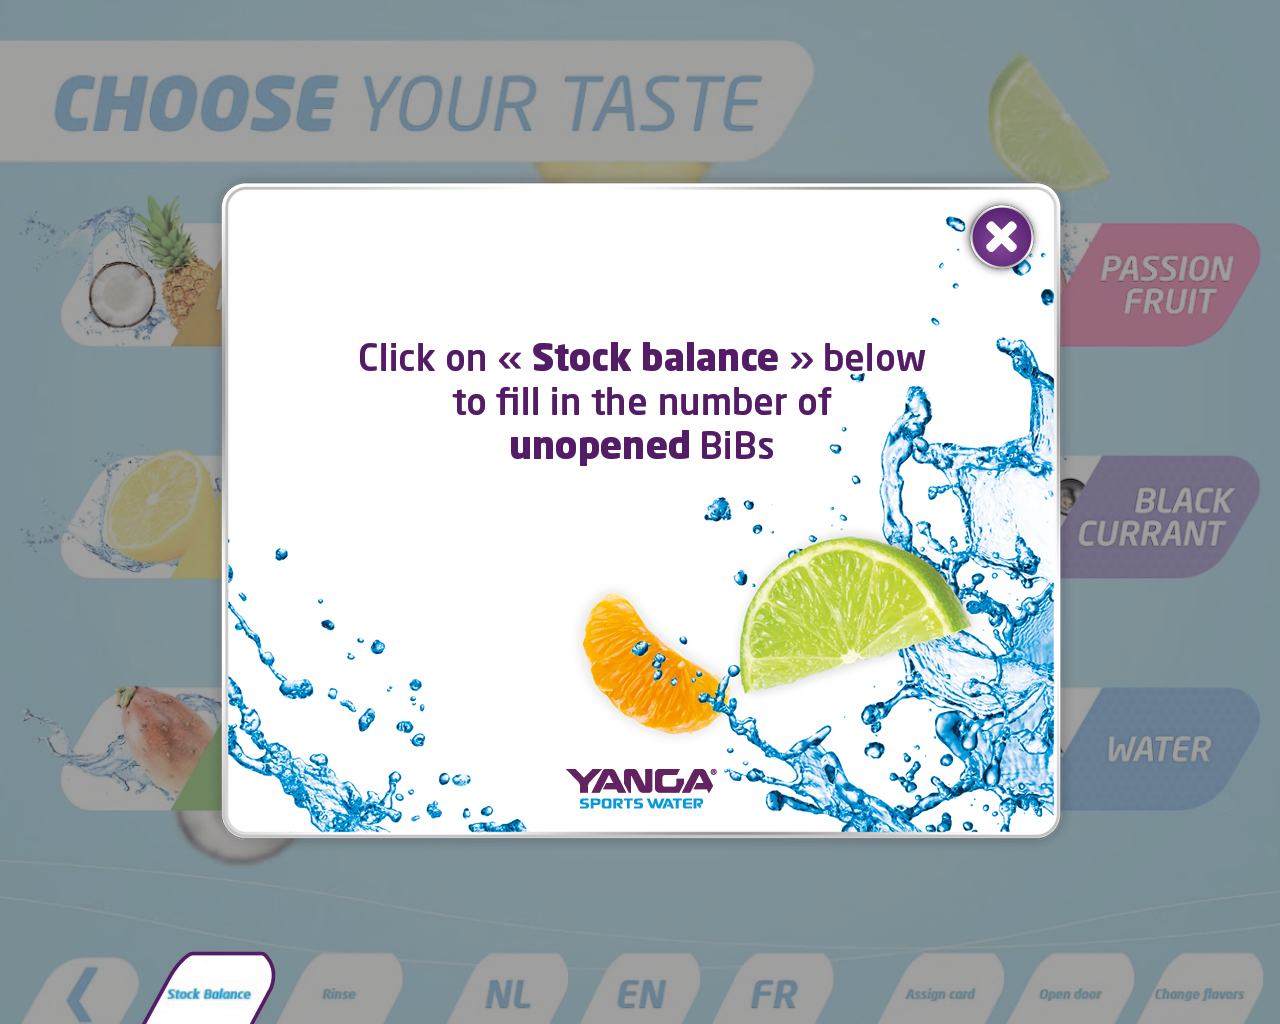 CHOOSE YOUR TASTE
PASSION
FRUIT
Click on « Stock balance » below
to fill in the number of
unopened BiBs
BLACK
CURRANT
WATER
YANGA®
SPORTS WATER
Stock Balance
Rinse
NL
EN
FR
Assign card
Open door
Change flavors